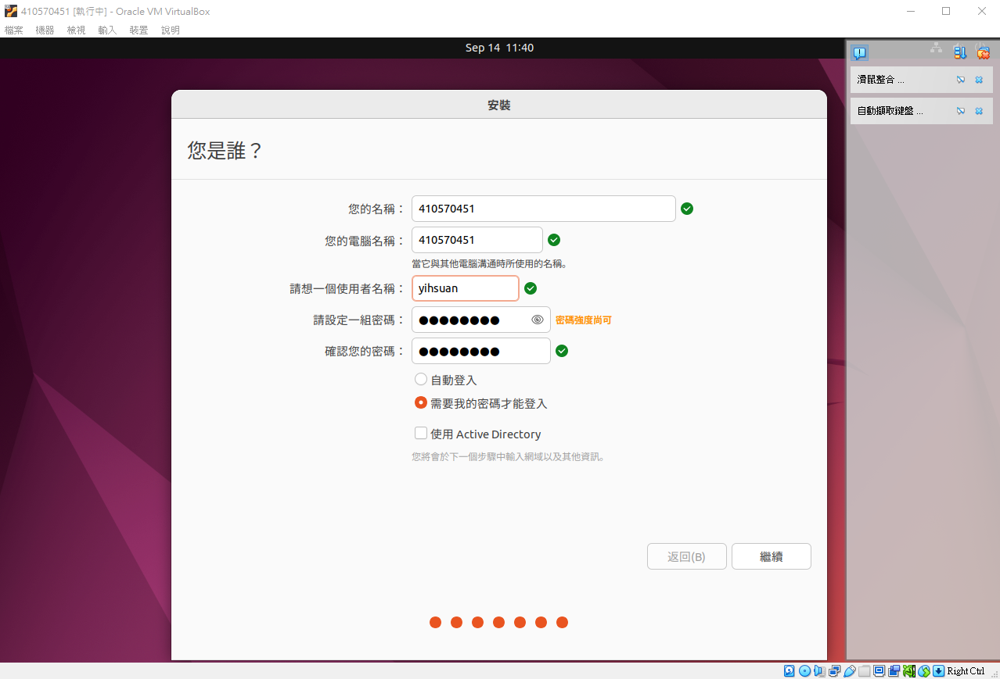 410570451 [執行中] - Oracle VM VirtualBox
檔案 機器 檢視 輸入 裝置 說明
Sep 14 11:40
滑鼠整合 ...
自動擷取鍵盤 ...
安裝
您是誰？
您的名稱： 410570451
您的電腦名稱： 410570451
當它與其他電腦溝通時所使用的名稱。
請想一個使用者名稱： yihsuan
請設定一組密碼： ●●●●●●●● 密碼強度尚可
確認您的密碼： ●●●●●●●●
自動登入
需要我的密碼才能登入
使用 Active Directory
您將會於下一個步驟中輸入網域以及其他資訊。
返回(B) 繼續
Right Ctrl